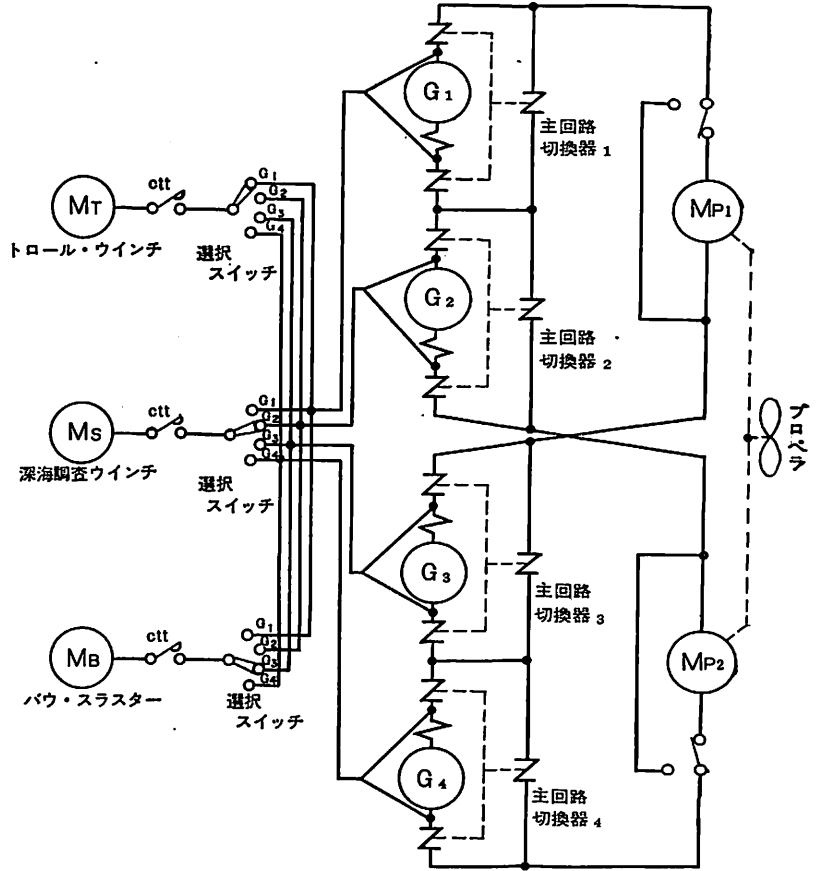 G1
主回路
切換器 1
MP1
MT
ctt
G1
G2
G3
G4
トロール・ウインチ
選択
スイッチ
G2
主回路
切換器 2
MS
ctt
G1
G2
G3
G4
深海調査ウインチ
選択
スイッチ
プロペラ
G3
主回路
切換器 3
MB
ctt
G1
G2
G3
G4
バウ・スラスター
選択
スイッチ
MP2
G4
主回路
切換器 4